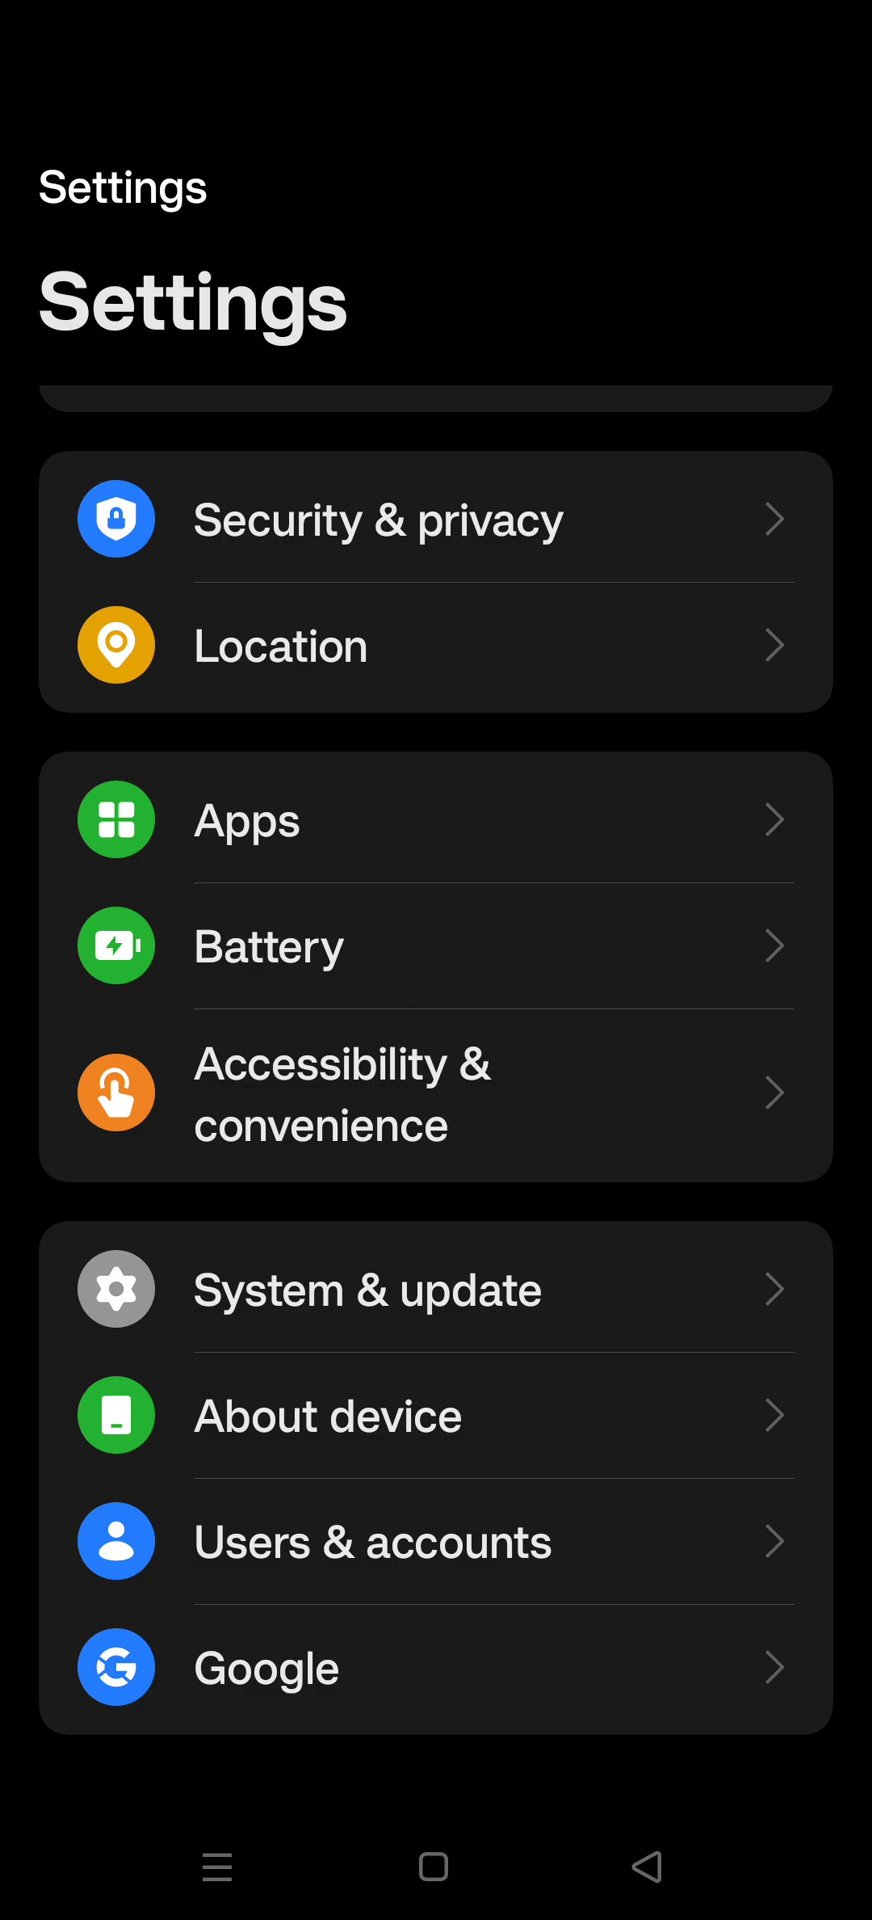 Settings
Settings
Security & privacy
Location
Apps
Battery
Accessibility &
convenience
System & update
About device
Users & accounts
Google